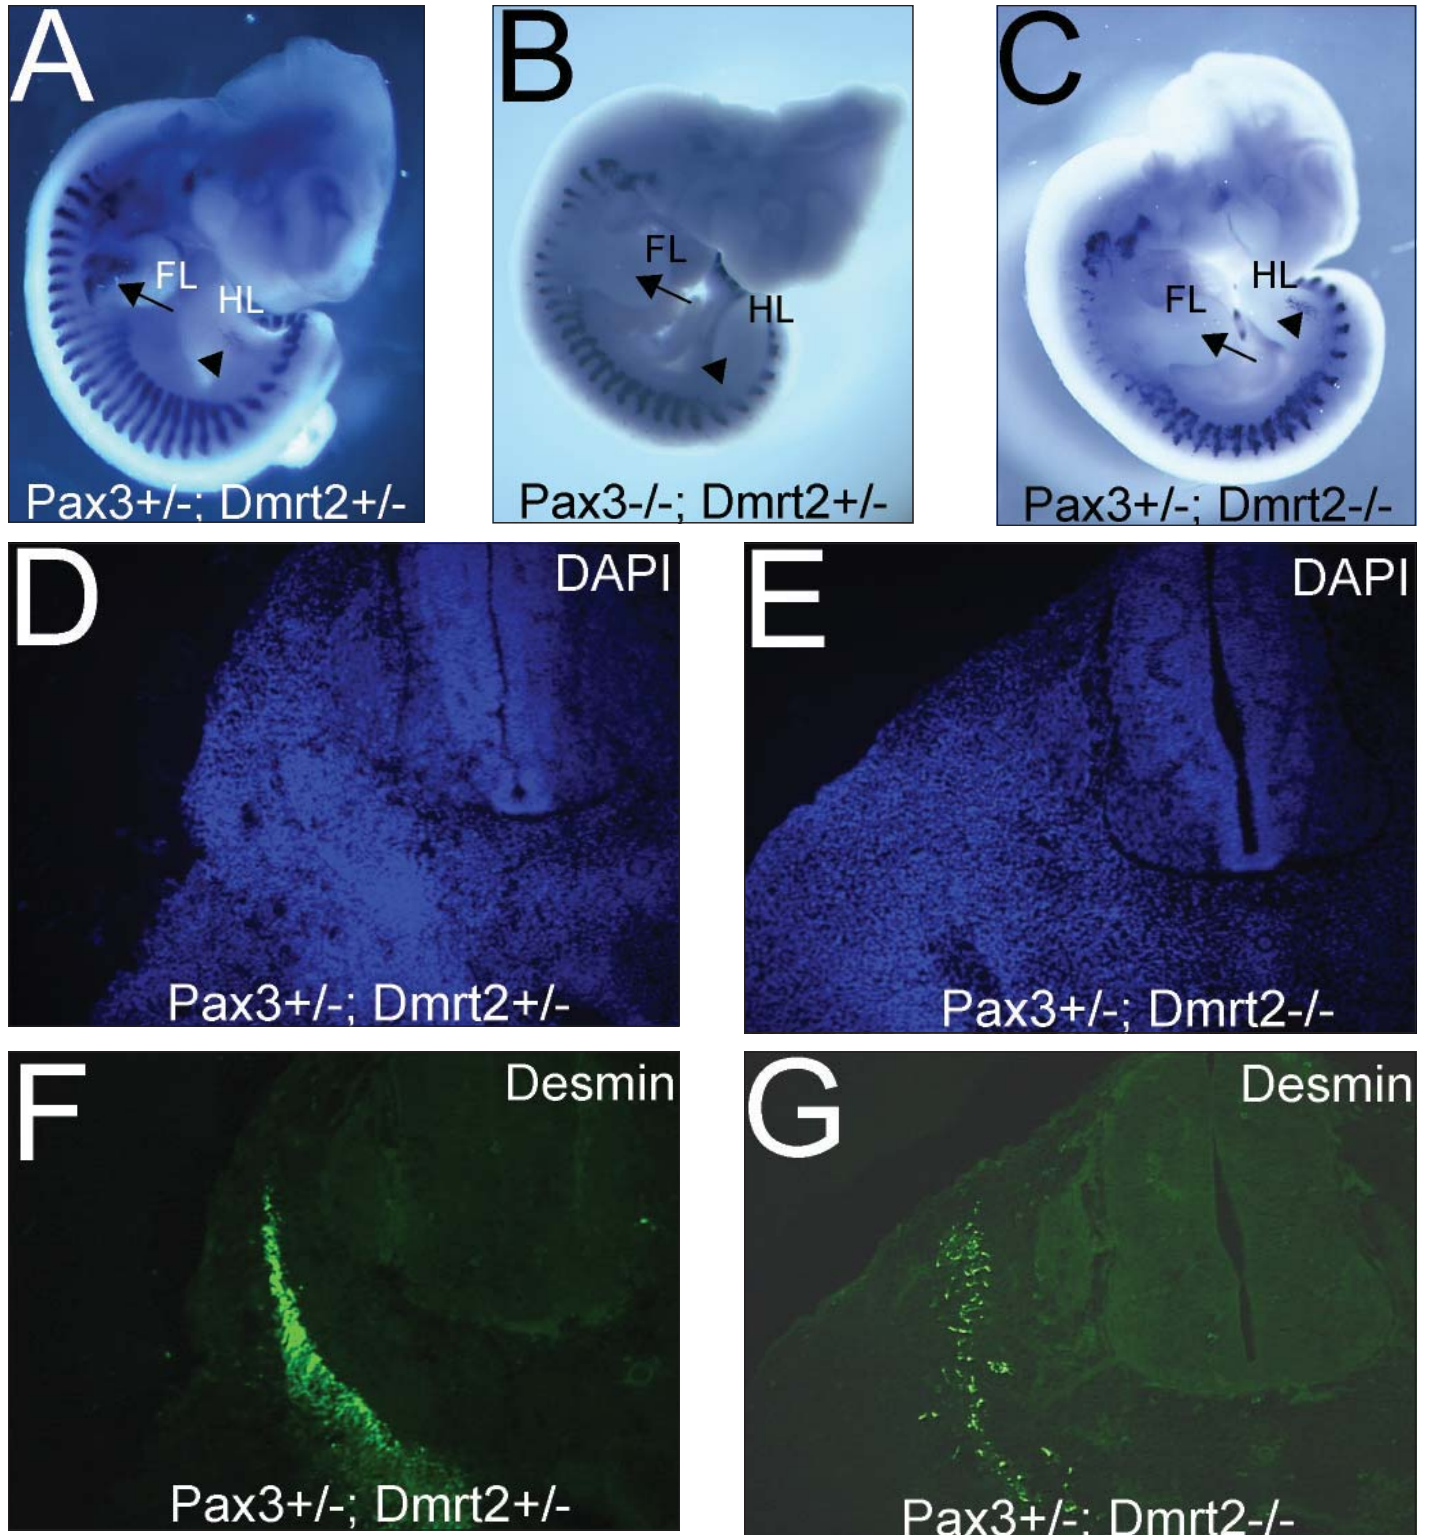 A
FL
HL
Pax3+/-; Dmrt2+/-
B
FL
HL
Pax3-/-; Dmrt2+/-
C
HL
FL
Pax3+/-; Dmrt2-/-
D
DAPI
Pax3+/-; Dmrt2+/-
E
DAPI
Pax3+/-; Dmrt2-/-
F
Desmin
Pax3+/-; Dmrt2+/-
G
Desmin
Pax3+/-; Dmrt2-/-